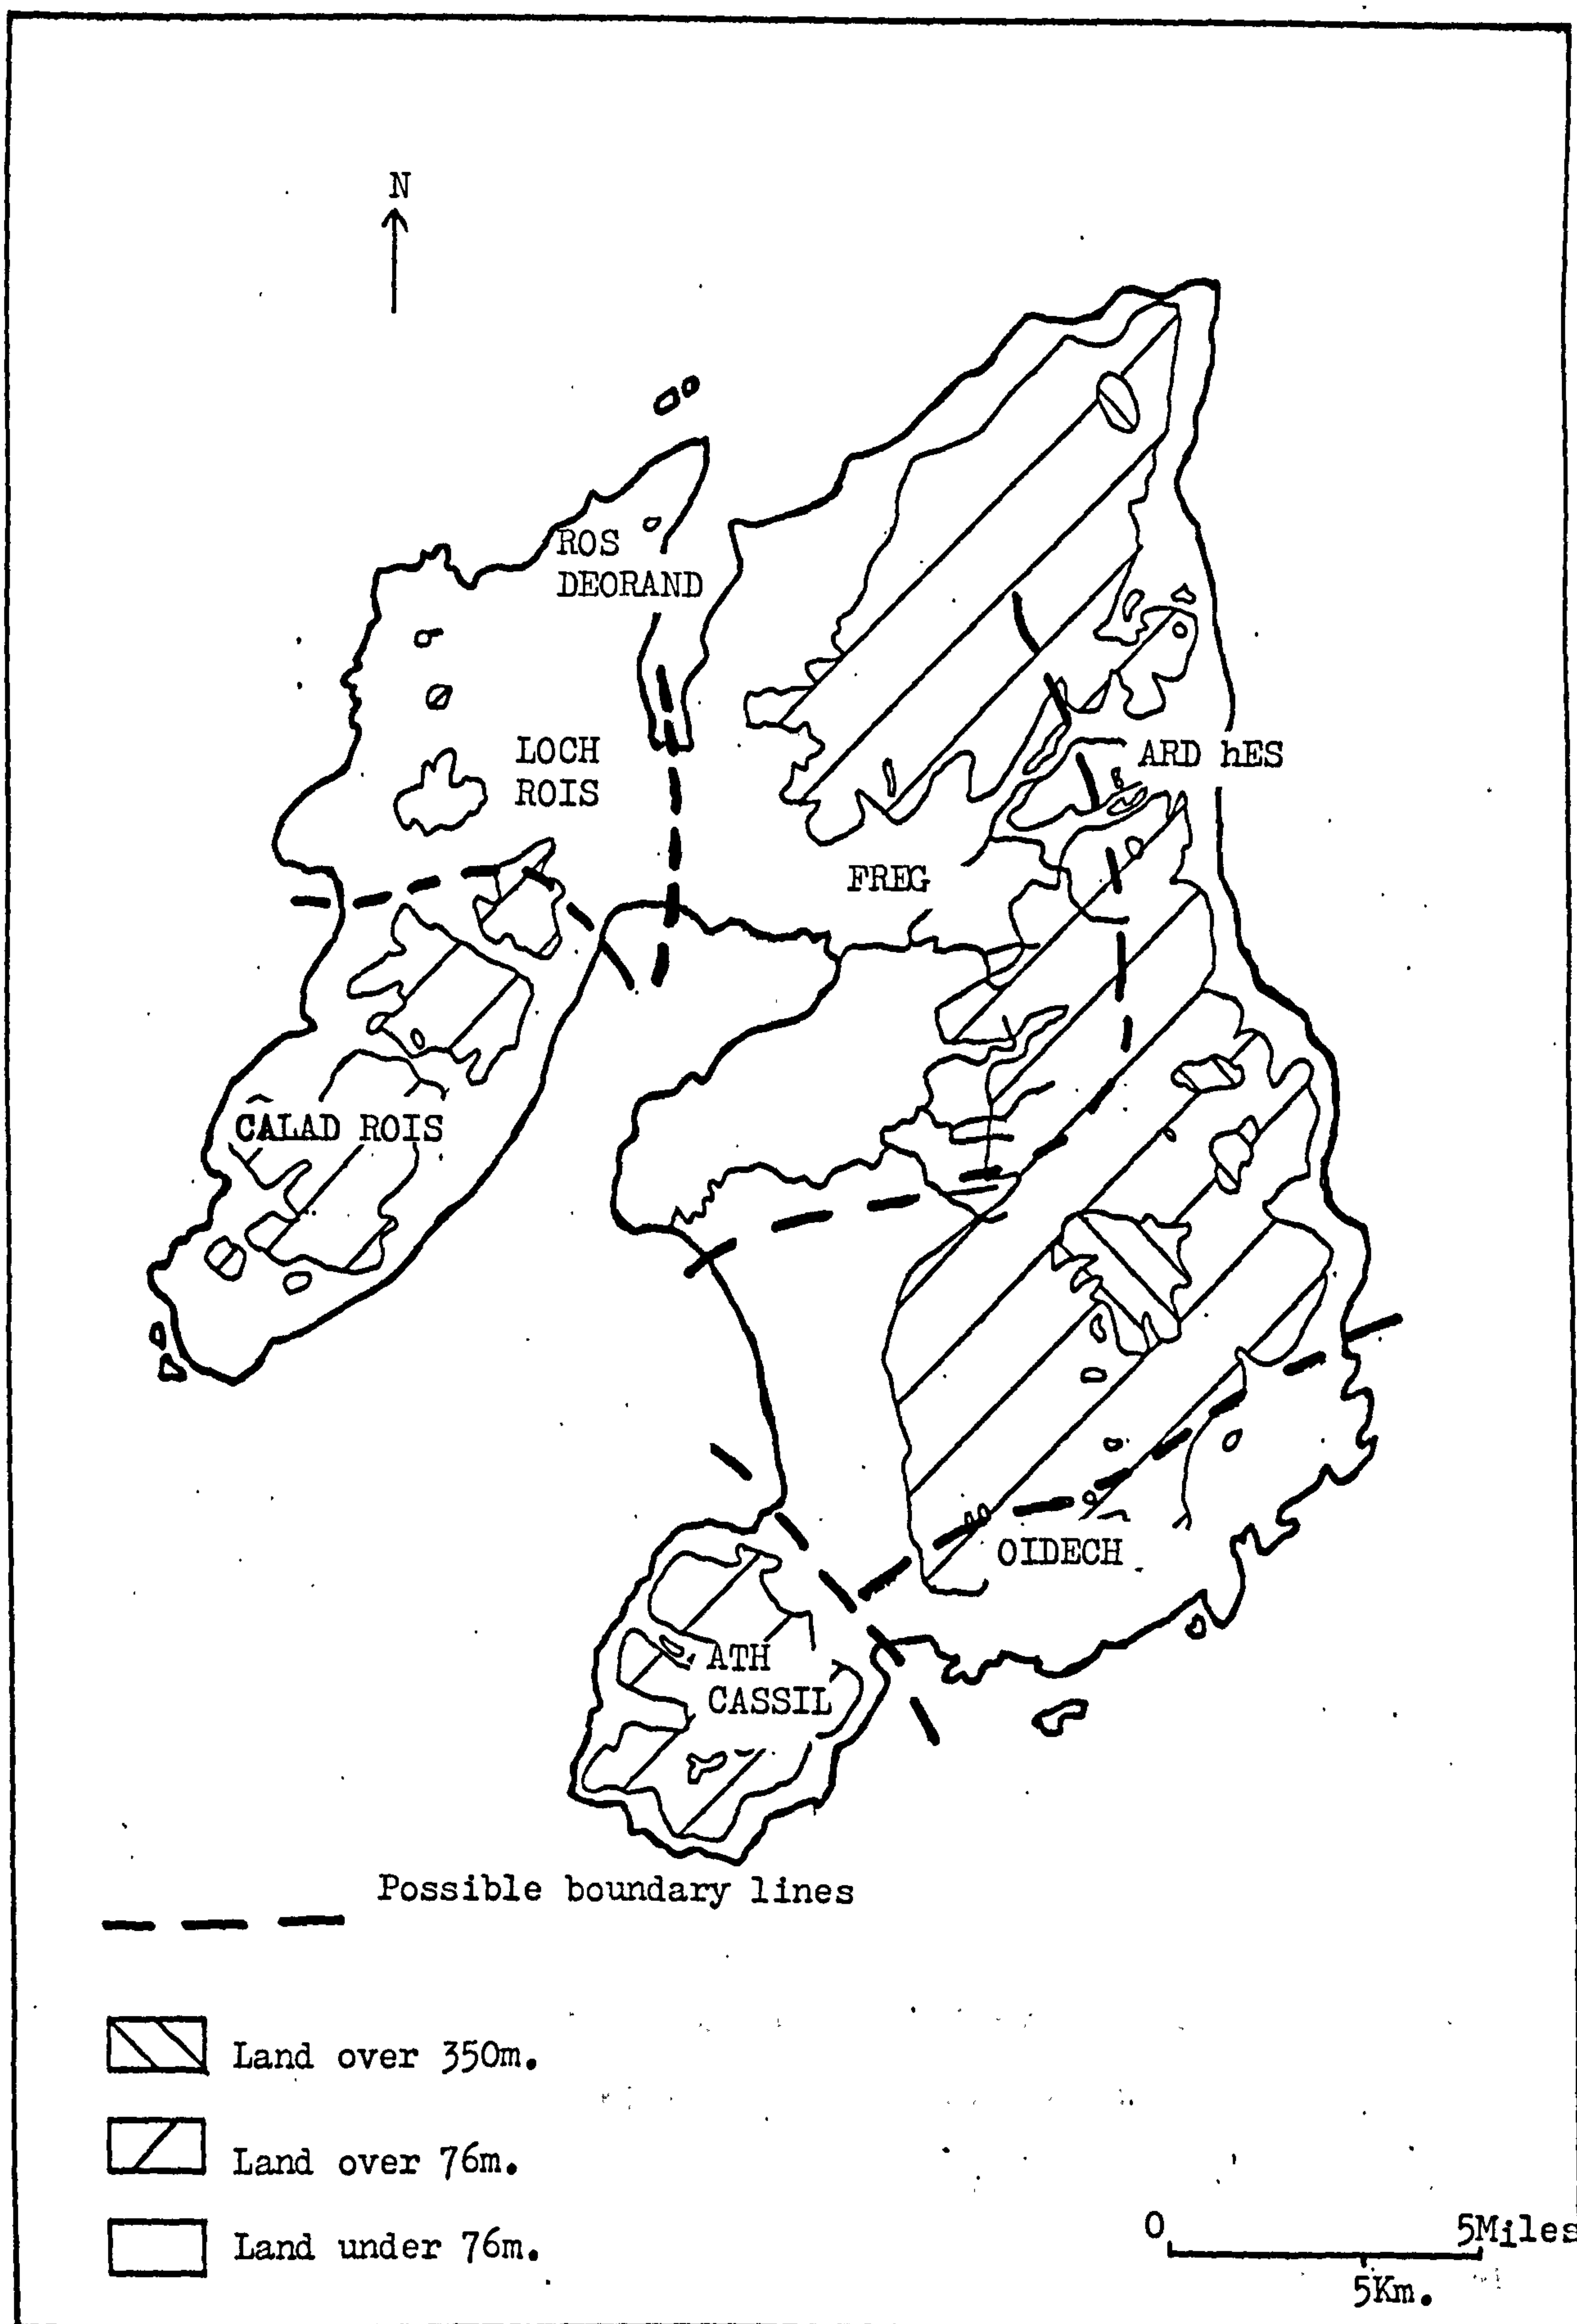 N
ROS
DEORAND
LOCH
ROIS
ARD hES
FREG
CÂLAD ROIS
OIDECH
ATH
CASSIL
Possible boundary lines
Land over 350m.
Land over 76m.
Land under 76m.
0 5Miles
5Km.